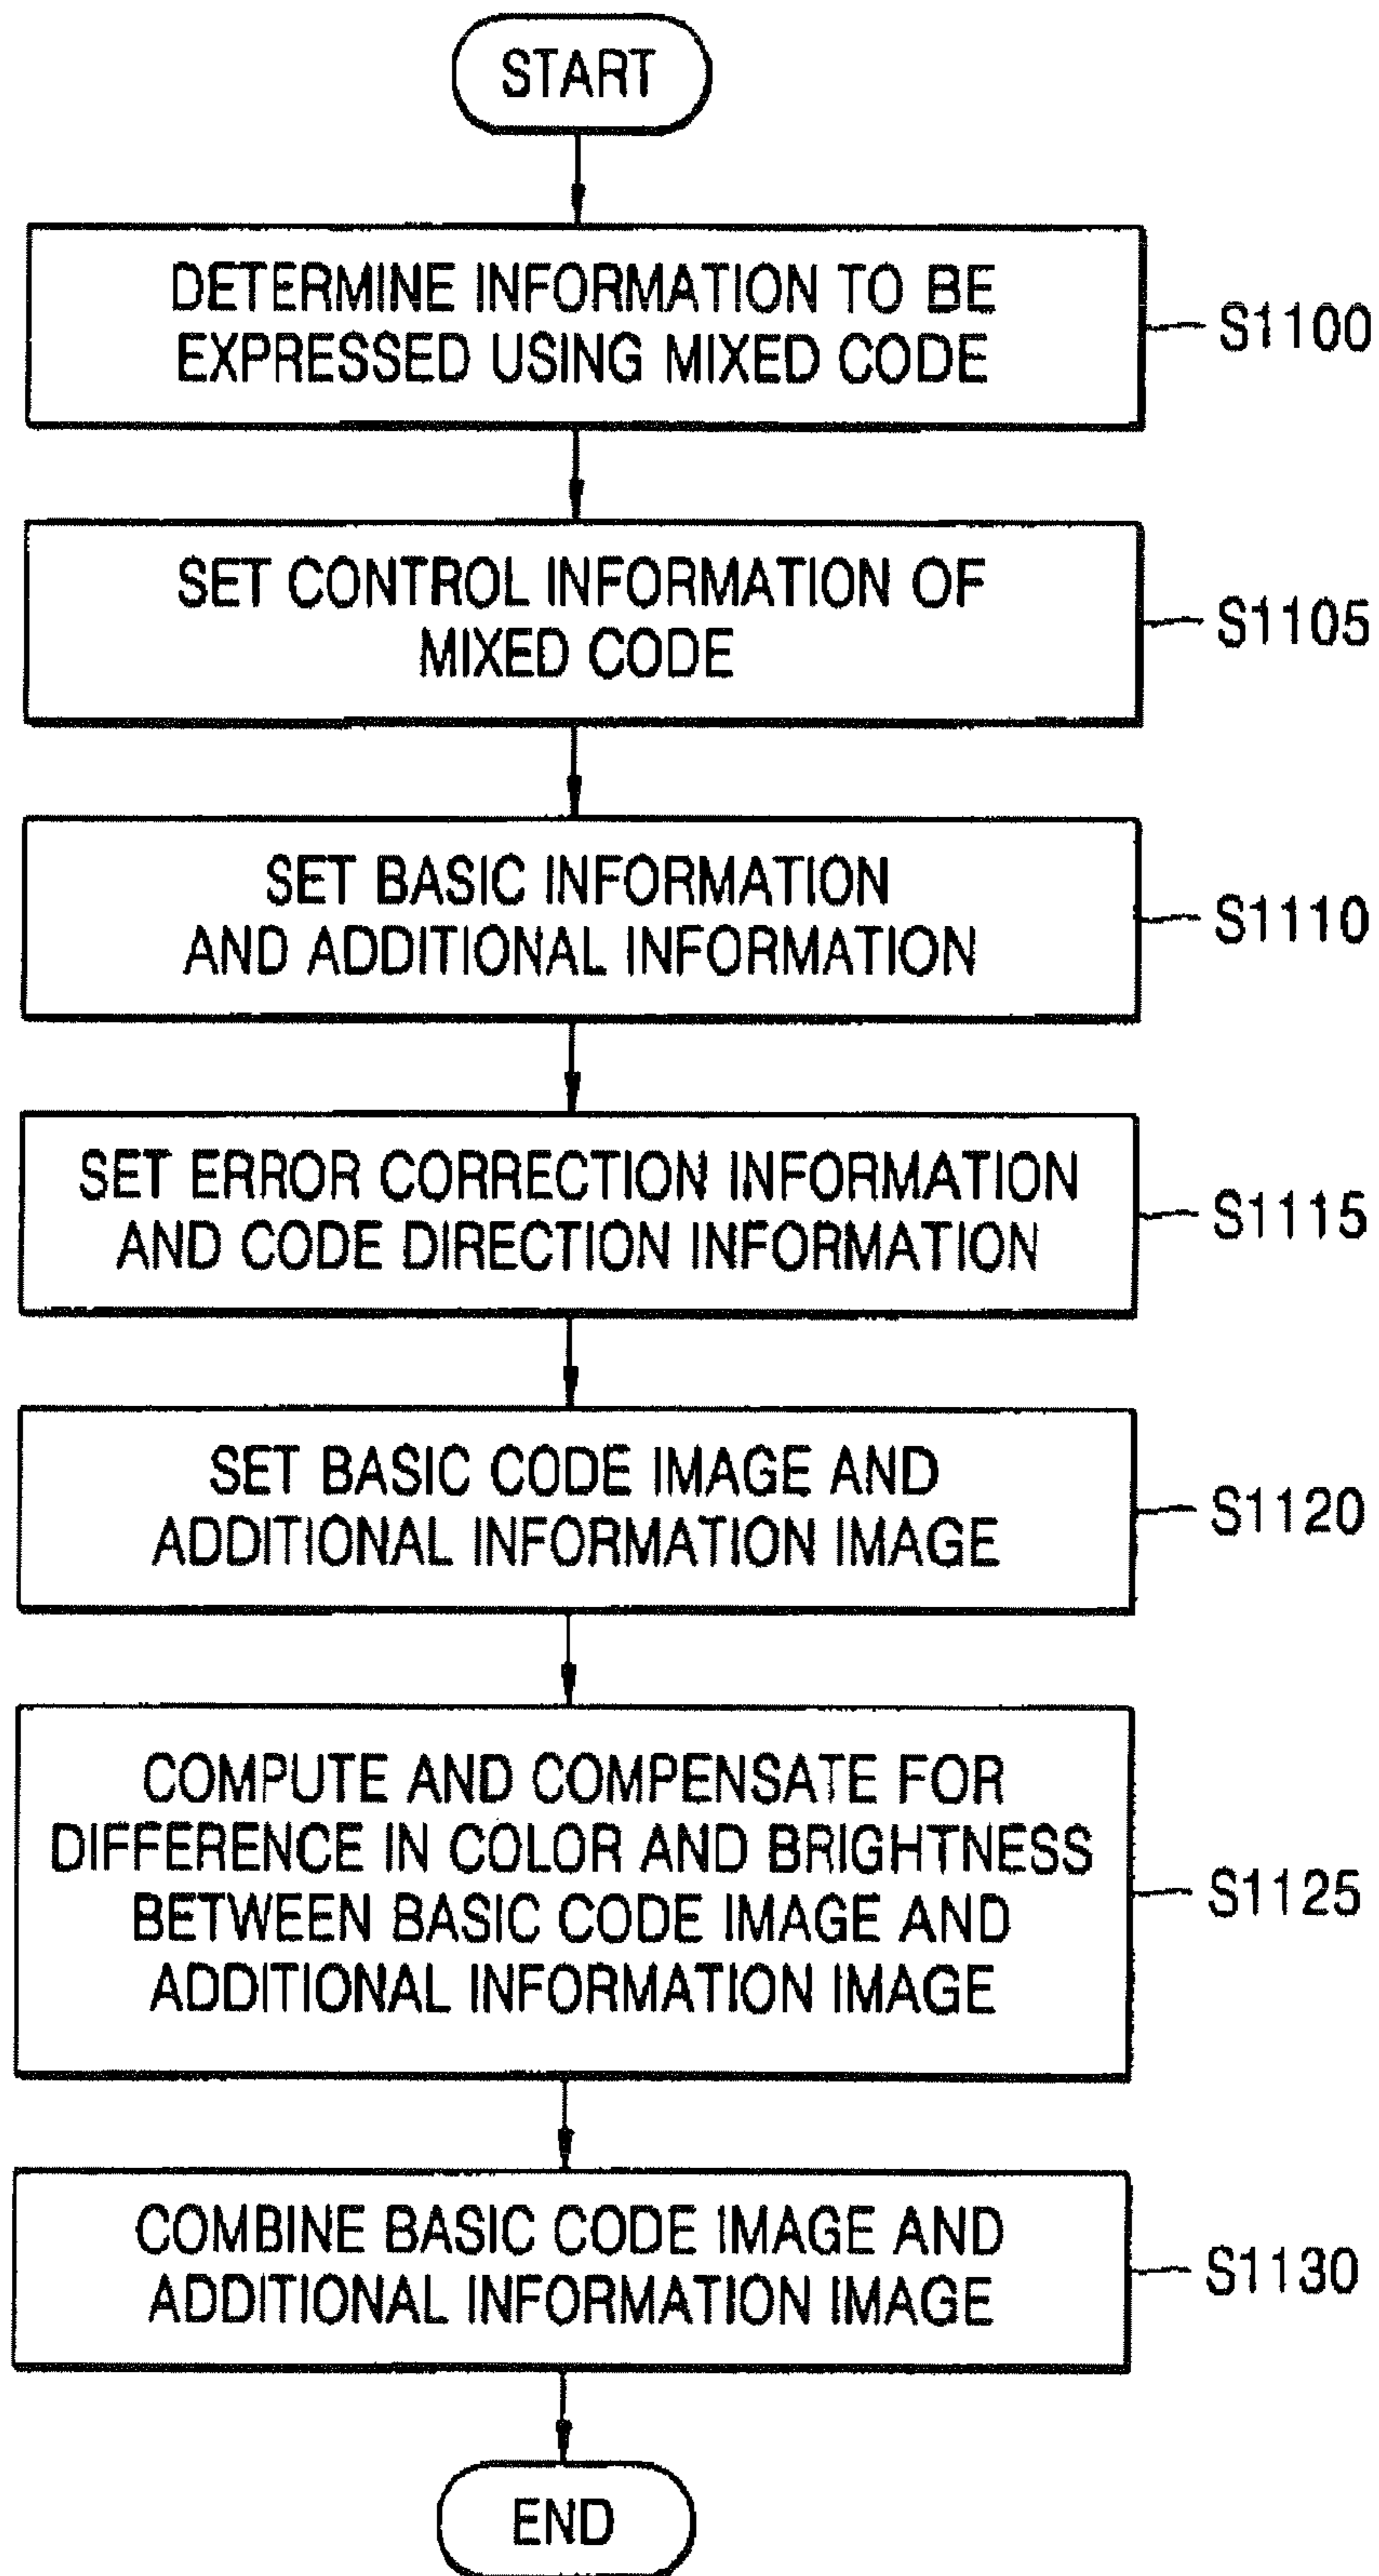 START
DETERMINE INFORMATION TO BE
EXPRESSED USING MIXED CODE
S1100
SET CONTROL INFORMATION OF
MIXED CODE
S1105
SET BASIC INFORMATION
AND ADDITIONAL INFORMATION
S1110
SET ERROR CORRECTION INFORMATION
AND CODE DIRECTION INFORMATION
S1115
SET BASIC CODE IMAGE AND
ADDITIONAL INFORMATION IMAGE
S1120
COMPUTE AND COMPENSATE FOR
DIFFERENCE IN COLOR AND BRIGHTNESS
BETWEEN BASIC CODE IMAGE AND
ADDITIONAL INFORMATION IMAGE
S1125
COMBINE BASIC CODE IMAGE AND
ADDITIONAL INFORMATION IMAGE
S1130
END